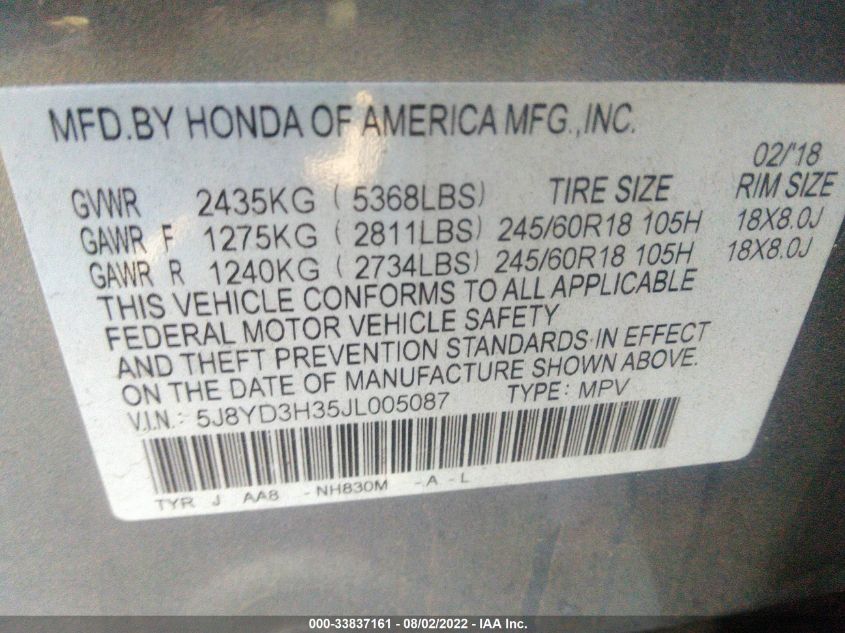 MFD.BY HONDA OF AMERICA MFG.,INC.
02/'18
GVWR 2435KG ( 5368LBS) TIRE SIZE RIM SIZE
GAWR F 1275KG ( 2811LBS) 245/60R18 105H 18X8.0J
GAWR R 1240KG ( 2734LBS) 245/60R18 105H 18X8.0J
THIS VEHICLE CONFORMS TO ALL APPLICABLE
FEDERAL MOTOR VEHICLE SAFETY
AND THEFT PREVENTION STANDARDS IN EFFECT
ON THE DATE OF MANUFACTURE SHOWN ABOVE.
V.I.N.: 5J8YD3H35JL005087 TYPE: MPV
TYR J AA8 -NH830M -A -L
000-33837161 - 08/02/2022 - IAA Inc.